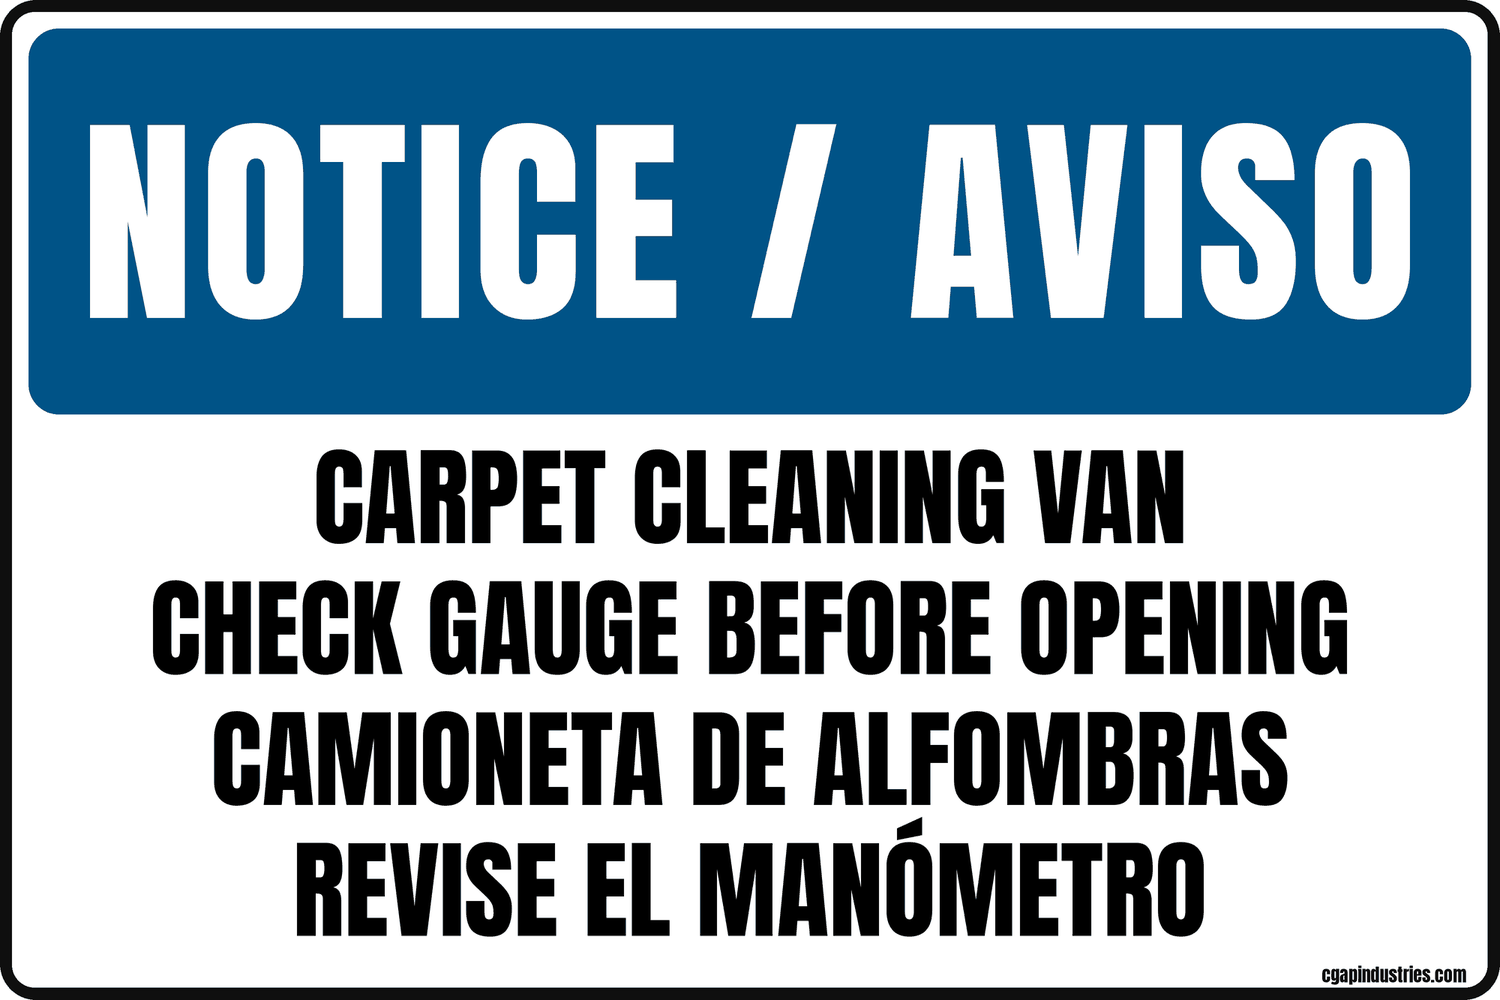 NOTICE / AVISO
CARPET CLEANING VAN
CHECK GAUGE BEFORE OPENING
CAMIONETA DE ALFOMBRAS
REVISE EL MANÓMETRO
cgapindustries.com